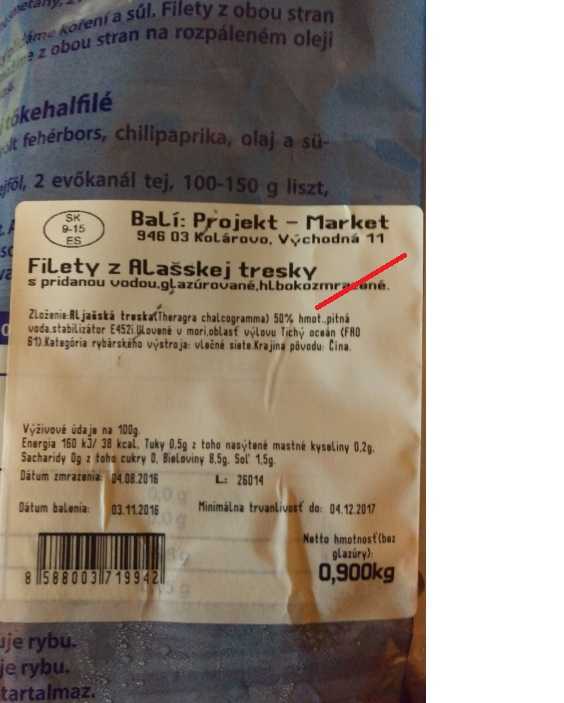 koření a sůl. Filety z obou stran
z obou stran na rozpáleném oleji
tőkehalfilé
fehérbors, chilipaprika, olaj a sü-
2 evőkanál tej, 100-150 g liszt,
SK
9-15
ES
Balí: Projekt - Market
946 03 Kolárovo, Východná 11
Filety z Alašskej tresky
s pridanou vodou,glazúrované,hlbokozmrazené.
Zloženie:Aljašská treska(Theragra chalcogramma) 50% hmot.,pitná
voda,stabilizátor E452i.Ulovené v mori,oblasť výlovu Tichý oceán (FAO
61).Kategória rybárskeho výstroja: vlečné siete.Krajina pôvodu: Čína.
Výživové údaje na 100g.
Energia 160 kJ/ 38 kcal, Tuky 0,5g z toho nasýtené mastné kyseliny 0,2g,
Sacharidy 0g z toho cukry 0, Bieloviny 8,5g, Soľ 1,5g.
Dátum zmrazenia: 04.08.2016 L: 26014
Dátum balenia: 03.11.2016 Minimálna trvanlivosť do: 04.12.2017
Netto hmotnosť(bez
glazúry):
0,900kg
8 588003 719942
uje rybu.
je rybu.
tartalmaz.